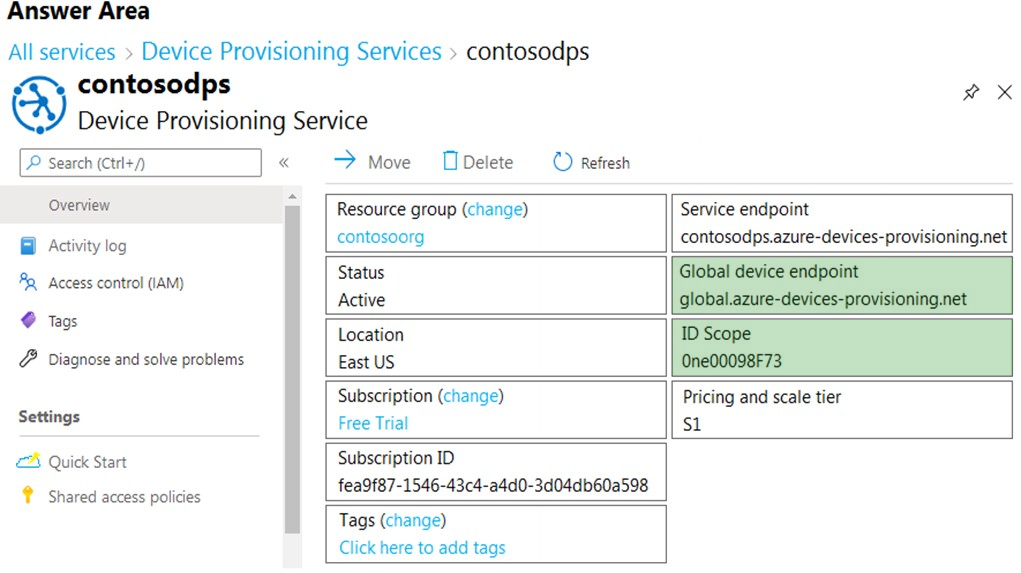 Answer Area
All services > Device Provisioning Services > contosodps
contosodps
Device Provisioning Service
Search (Ctrl+/)
«
Move
Delete
Refresh
Overview
Activity log
Access control (IAM)
Tags
Diagnose and solve problems
Settings
Quick Start
Shared access policies
Resource group (change)
contosoorg
Status
Active
Location
East US
Subscription (change)
Free Trial
Subscription ID
fea9f87-1546-43c4-a4d0-3d04db60a598
Tags (change)
Click here to add tags
Service endpoint
contosodps.azure-devices-provisioning.net
Global device endpoint
global.azure-devices-provisioning.net
ID Scope
0ne00098F73
Pricing and scale tier
S1